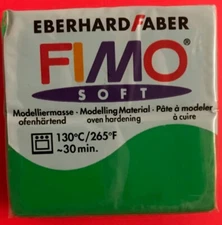 EBERHARD FABER
FIMO
SOFT
Modelliermasse - Modelling Material - Pâte à modeler
ofenhärtend oven hardening à cuire
130°C/265°F
~30 min.